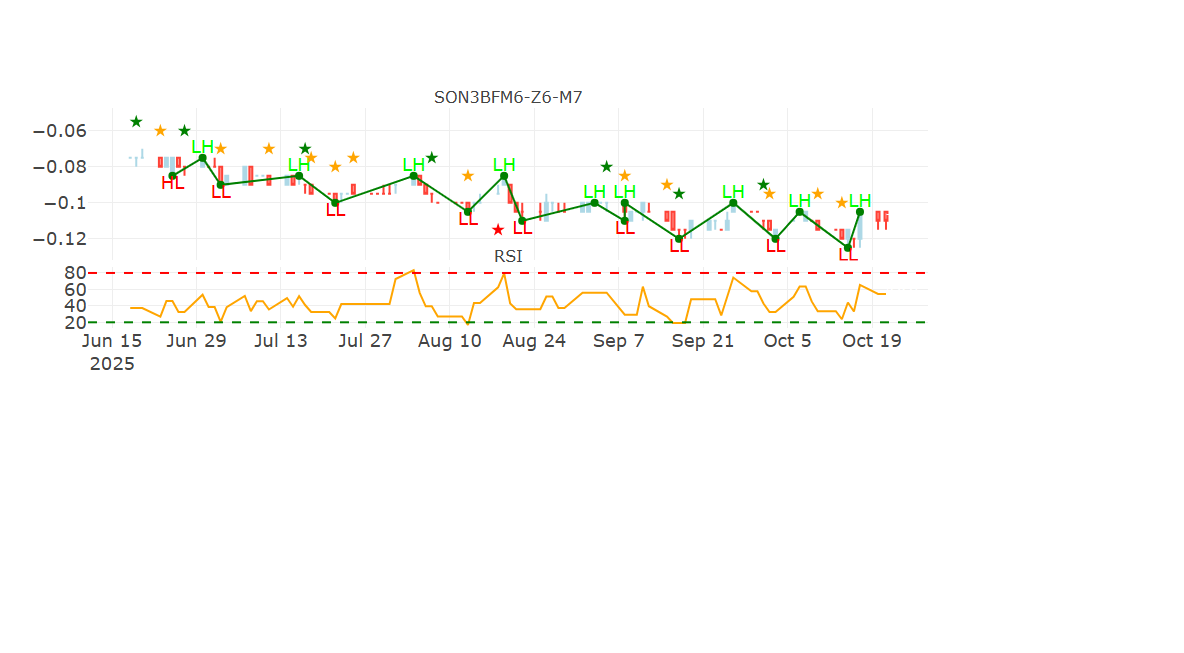 SON3BFM6-Z6-M7
−0.06
−0.08
−0.1
−0.12
HL
LH
LL
LH
LL
LH
LL
LH
LL
LH
LH
LL
LL
LH
LL
LH
LL
LH
RSI
80
60
40
20
Jun 15 Jun 29 Jul 13 Jul 27 Aug 10 Aug 24 Sep 7 Sep 21 Oct 5 Oct 19
2025